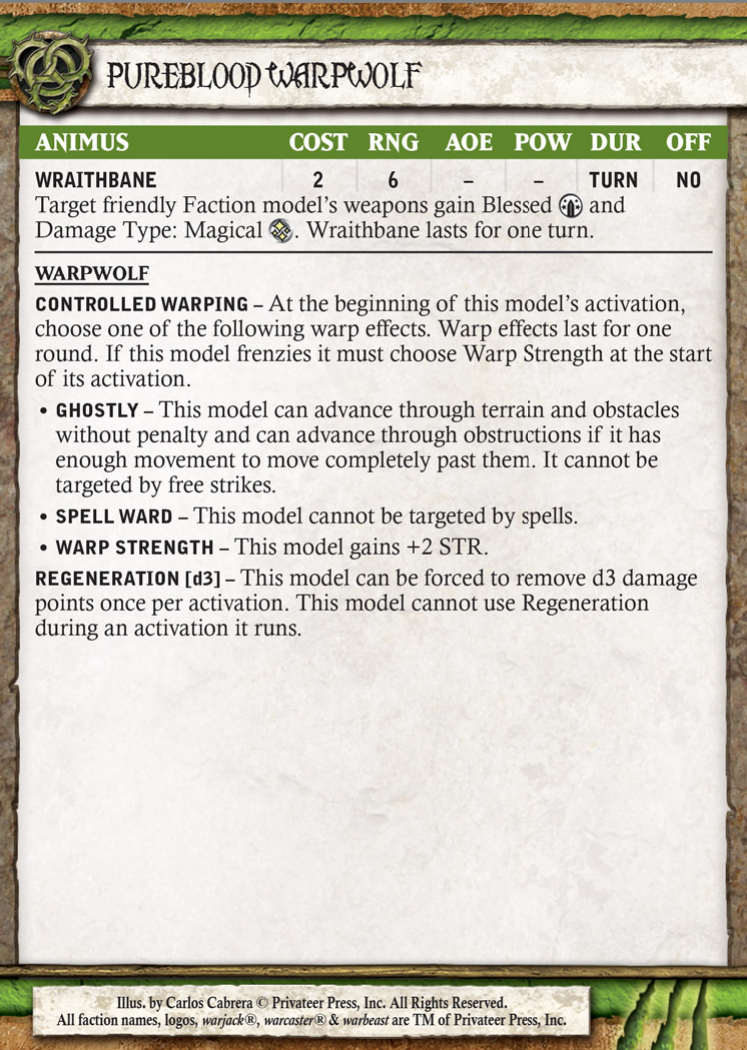 PUREBLOOD WARPWOLF
ANIMUS COST RNG AOE POW DUR OFF
WRAITHBANE 2 6 – – TURN NO
Target friendly Faction model’s weapons gain Blessed and
Damage Type: Magical . Wraithbane lasts for one turn.
WARPWOLF
CONTROLLED WARPING – At the beginning of this model’s activation,
choose one of the following warp effects. Warp effects last for one
round. If this model frenzies it must choose Warp Strength at the start
of its activation.
• GHOSTLY – This model can advance through terrain and obstacles
without penalty and can advance through obstructions if it has
enough movement to move completely past them. It cannot be
targeted by free strikes.
• SPELL WARD – This model cannot be targeted by spells.
• WARP STRENGTH – This model gains +2 STR.
REGENERATION [d3] – This model can be forced to remove d3 damage
points once per activation. This model cannot use Regeneration
during an activation it runs.
Illus. by Carlos Cabrera © Privateer Press, Inc. All Rights Reserved.
All faction names, logos, warjack®, warcaster® & warbeast are TM of Privateer Press, Inc.